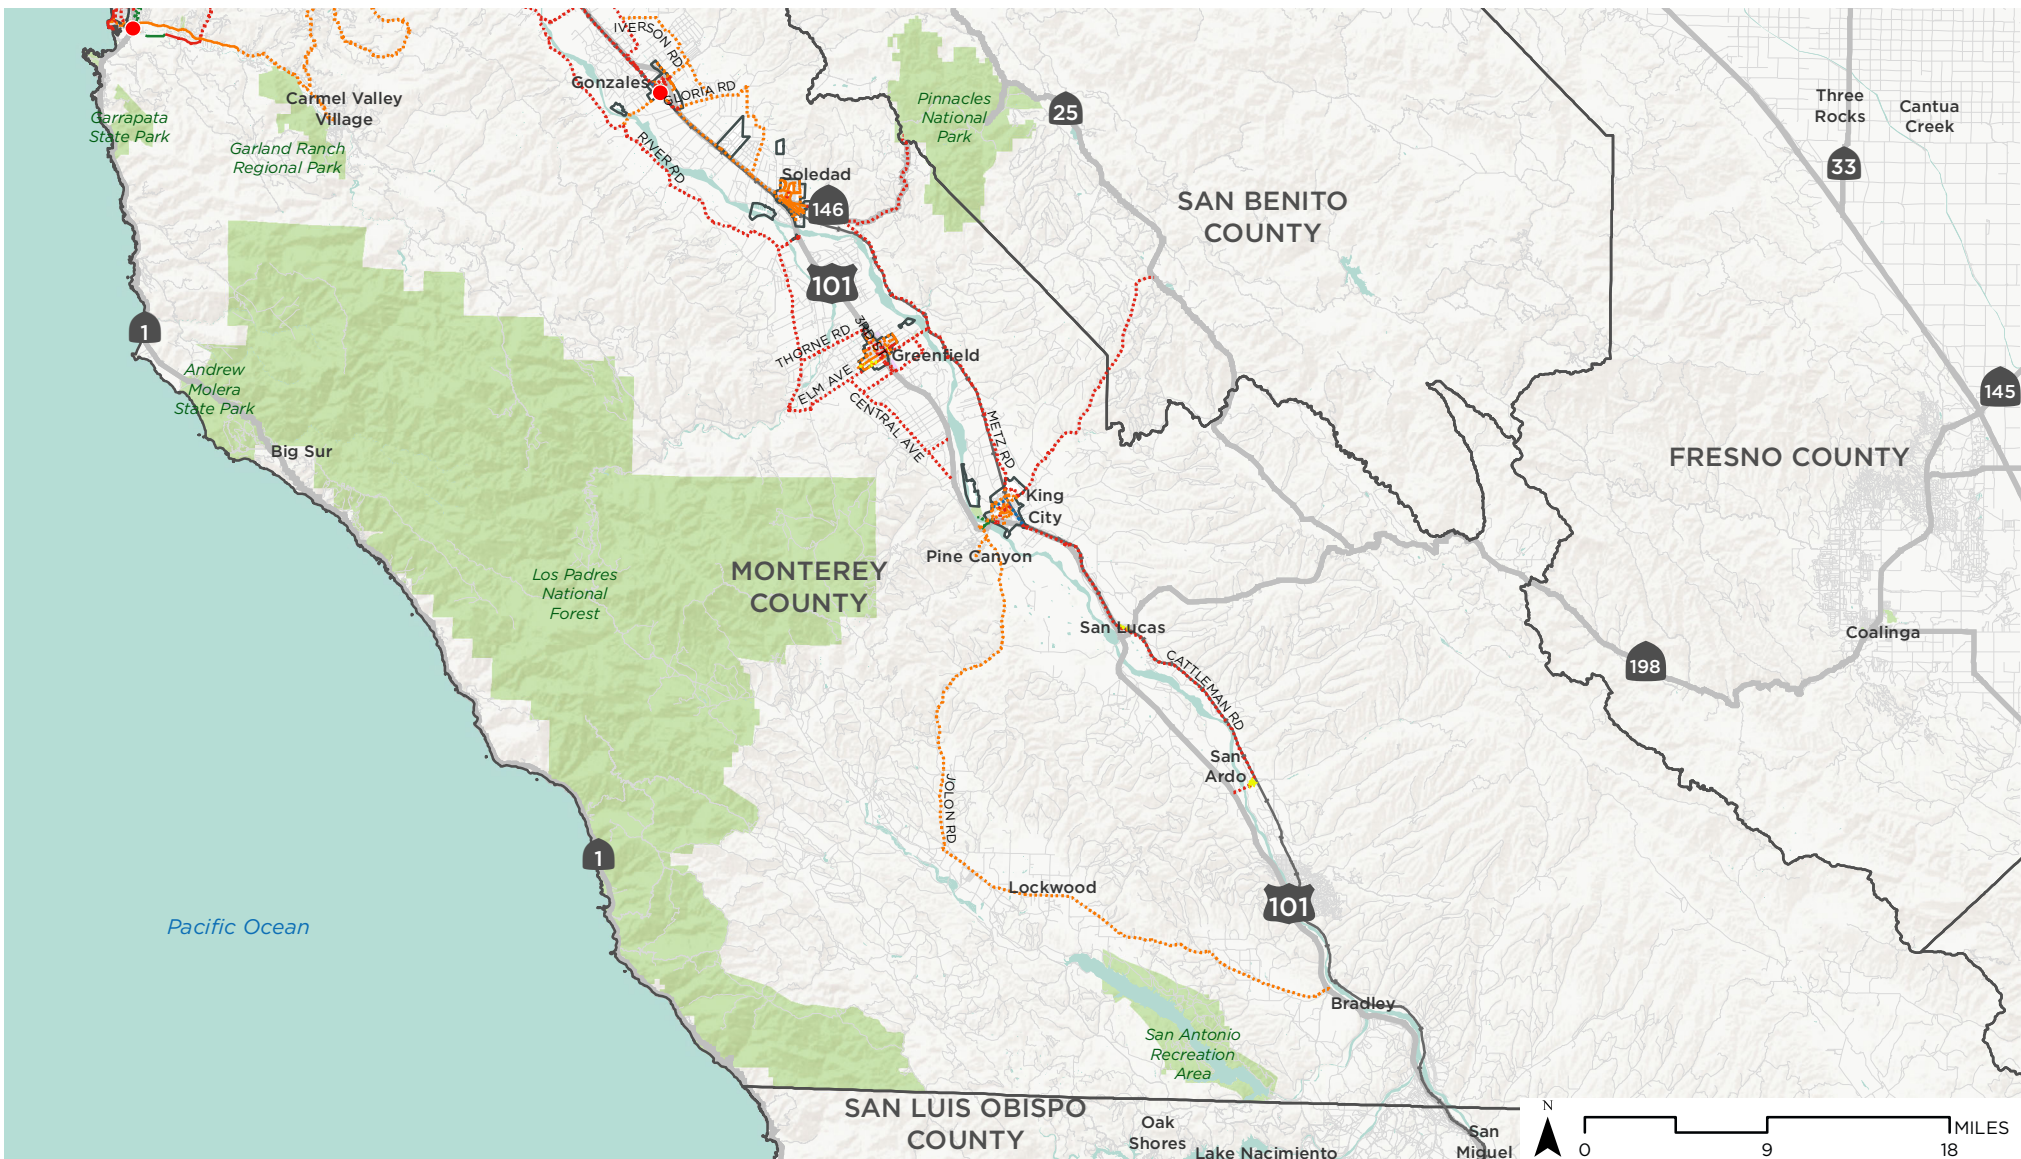 IVERSON RD
Gonzales
GLORIA RD
Carmel Valley
Village
Garrapata
State Park
Garland Ranch
Regional Park
RIVER RD
Soledad
146
Pinnacles
National
Park
25
Three
Rocks
Cantua
Creek
33
SAN BENITO
COUNTY
101
1
THORNE RD
3RD ST
Greenfield
ELM AVE
CENTRAL AVE
Andrew
Molera
State Park
Big Sur
METZ RD
145
FRESNO COUNTY
King
City
Pine Canyon
Los Padres
National
Forest
MONTEREY
COUNTY
San Lucas
CATTLEMAN RD
Coalinga
198
San
Ardo
JOLON RD
1
Lockwood
101
Pacific Ocean
Bradley
San Antonio
Recreation
Area
SAN LUIS OBISPO
COUNTY
Oak
Shores
Lake Nacimiento
San
Miguel
N
0
9
18
MILES